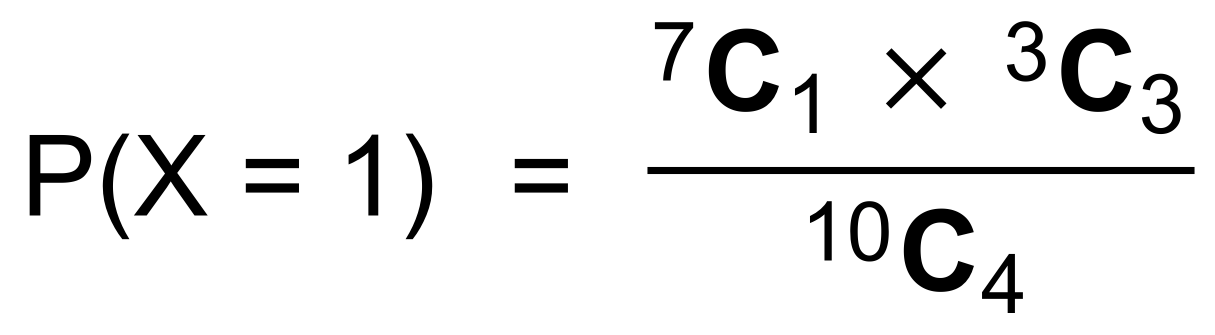 P(X = 1) = ⁷C₁ × ³C₃ / ¹⁰C₄